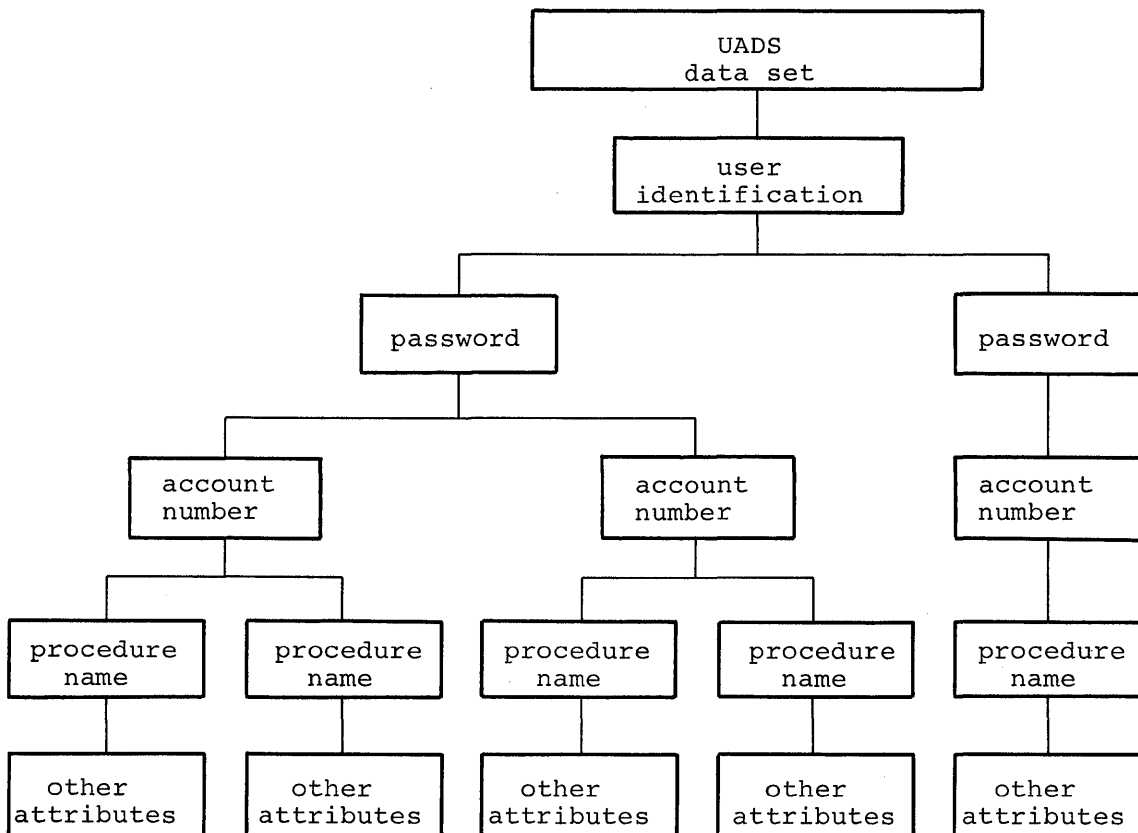 UADS
data set
user
identification
password
password
account
number
account
number
account
number
procedure
name
procedure
name
procedure
name
procedure
name
procedure
name
other
attributes
other
attributes
other
attributes
other
attributes
other
attributes